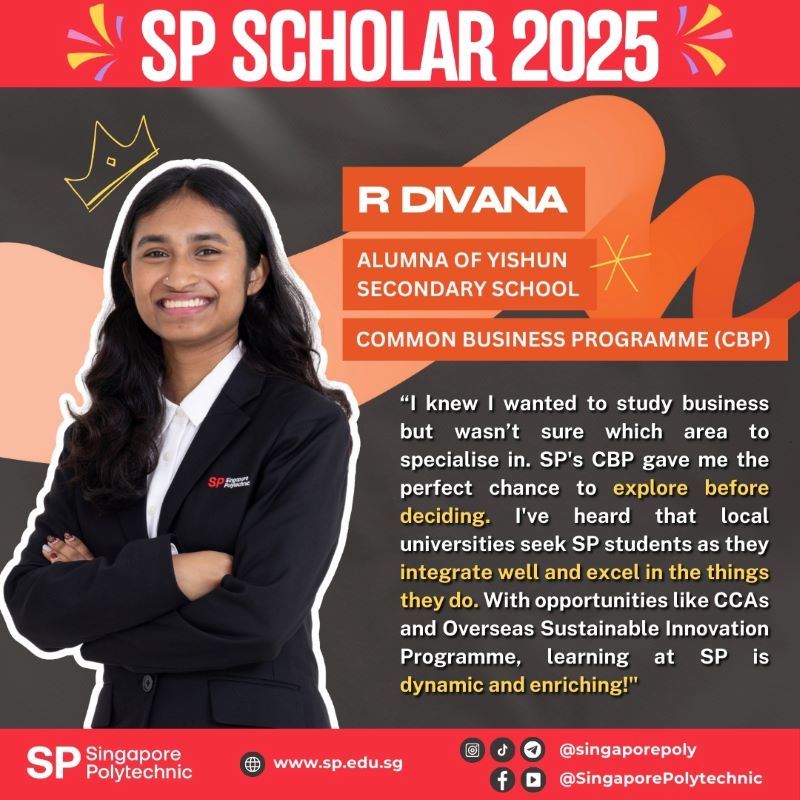 SP SCHOLAR 2025
R DIVANA
ALUMNA OF YISHUN
SECONDARY SCHOOL
COMMON BUSINESS PROGRAMME (CBP)
“I knew I wanted to study business
but wasn’t sure which area to
specialise in. SP's CBP gave me the
perfect chance to explore before
deciding. I've heard that local
universities seek SP students as they
integrate well and excel in the things
they do. With opportunities like CCAs
and Overseas Sustainable Innovation
Programme, learning at SP is
dynamic and enriching!"
SP Singapore
Polytechnic
SP Singapore
Polytechnic
www.sp.edu.sg
@singaporepoly
@SingaporePolytechnic